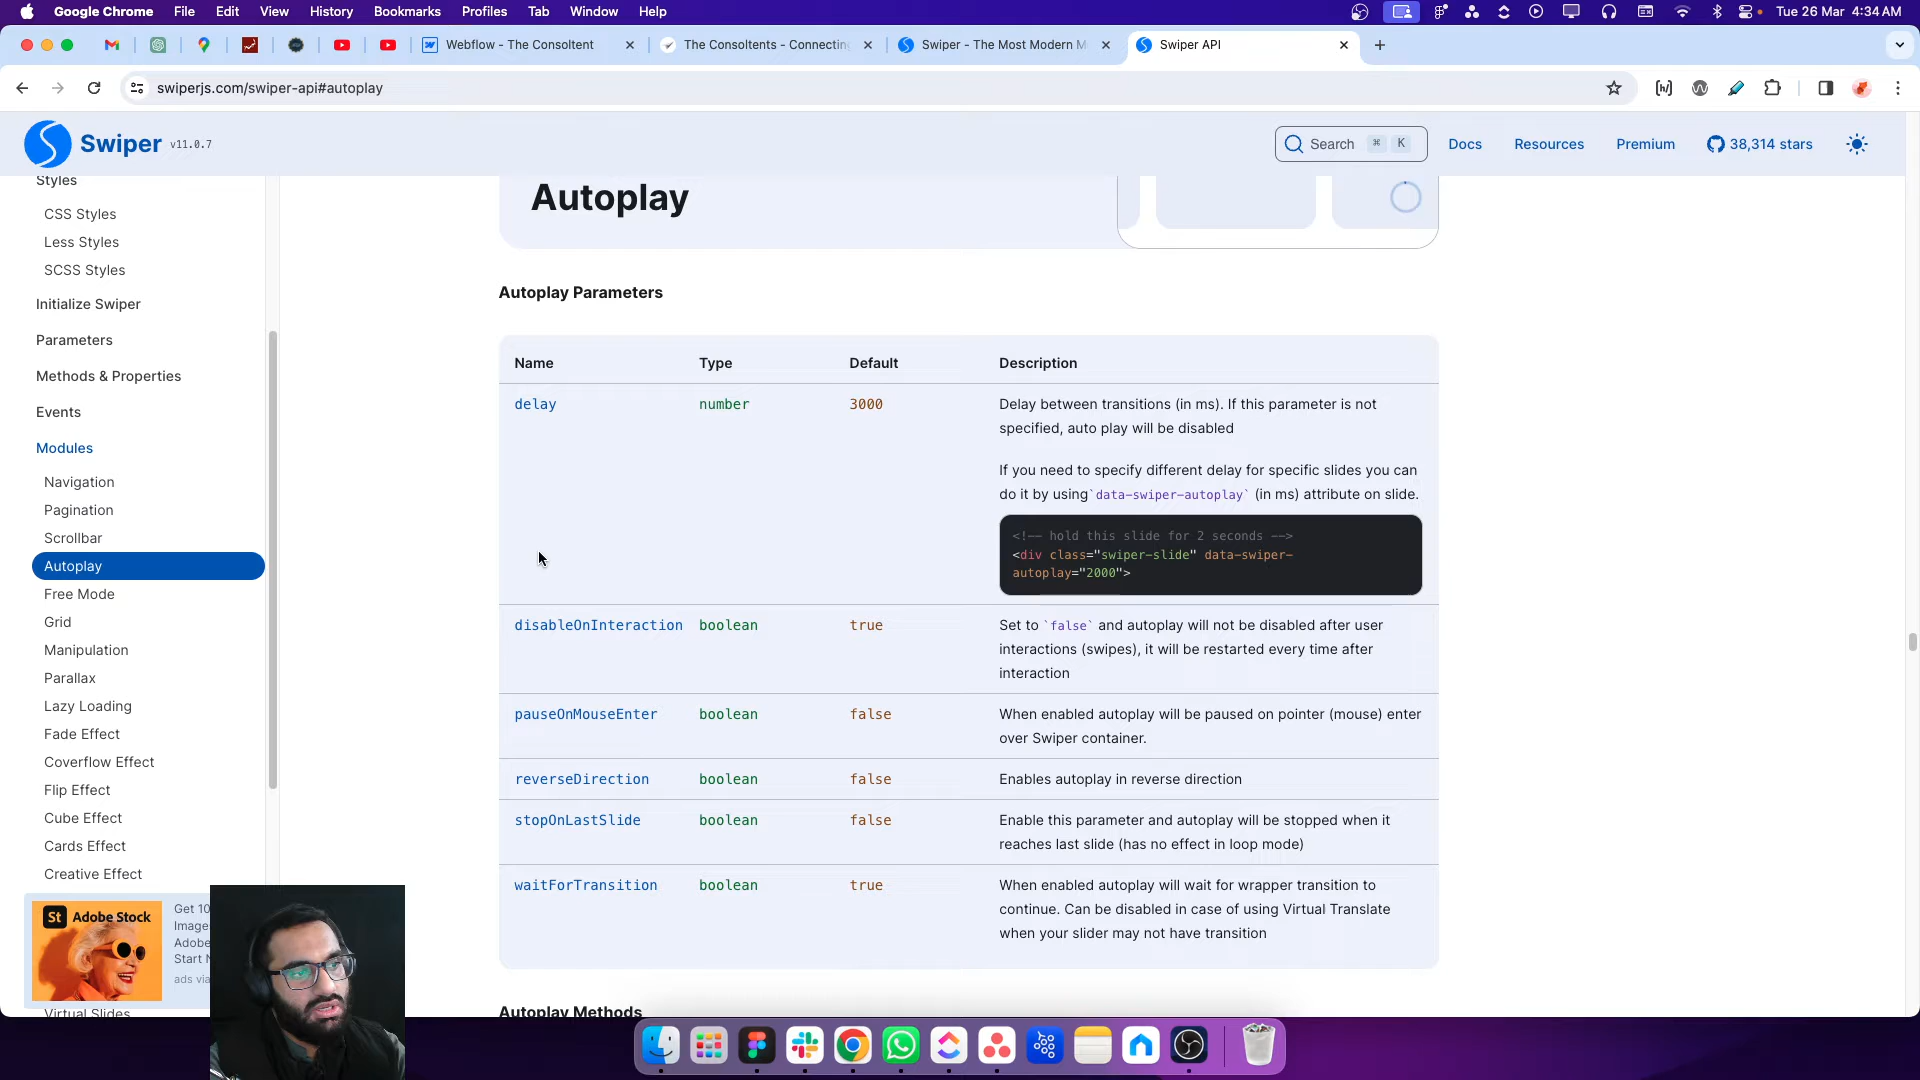 Google Chrome File Edit View History Bookmarks Profiles Tab Window Help
Tue 26 Mar 4:34 AM
Webflow - The Consoltent
The Consoltents - Connecting
Swiper - The Most Modern M
Swiper API
swiperjs.com/swiper-api#autoplay
Swiper v11.0.7
Search ⌘ K
Docs
Resources
Premium
38,314 stars
Styles
CSS Styles
Less Styles
SCSS Styles
Initialize Swiper
Parameters
Methods & Properties
Events
Modules
Navigation
Pagination
Scrollbar
Autoplay
Free Mode
Grid
Manipulation
Parallax
Lazy Loading
Fade Effect
Coverflow Effect
Flip Effect
Cube Effect
Cards Effect
Creative Effect
St Adobe Stock
Get 10
Image
Adobe
Start N
ads via
Virtual Slides
Autoplay
Autoplay Parameters
Name Type Default Description
delay number 3000 Delay between transitions (in ms). If this parameter is not
specified, auto play will be disabled
If you need to specify different delay for specific slides you can
do it by using`data-swiper-autoplay` (in ms) attribute on slide.
<!-- hold this slide for 2 seconds -->
<div class="swiper-slide" data-swiper-
autoplay="2000">
disableOnInteraction boolean true Set to `false` and autoplay will not be disabled after user
interactions (swipes), it will be restarted every time after
interaction
pauseOnMouseEnter boolean false When enabled autoplay will be paused on pointer (mouse) enter
over Swiper container.
reverseDirection boolean false Enables autoplay in reverse direction
stopOnLastSlide boolean false Enable this parameter and autoplay will be stopped when it
reaches last slide (has no effect in loop mode)
waitForTransition boolean true When enabled autoplay will wait for wrapper transition to
continue. Can be disabled in case of using Virtual Translate
when your slider may not have transition
Autoplay Methods